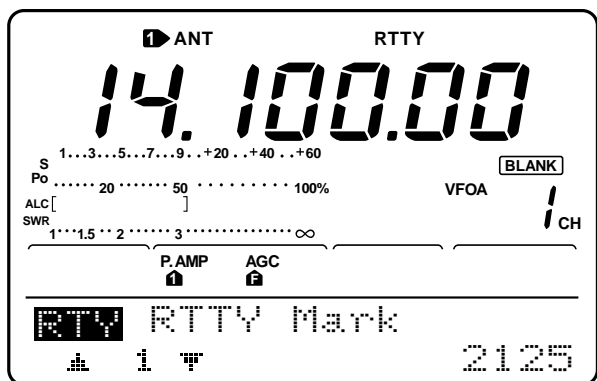 1 ANT RTTY
14.100.00
S 1...3...5...7...9..+20..+40..+60
BLANK
Po ...... 20 ....... 50 .......... 100%
VFOA 1 CH
ALC [ ]
SWR 1...1.5..2 ....... 3 .............. ∞
P.AMP AGC
1 F
RTY RTTY Mark
1 2125